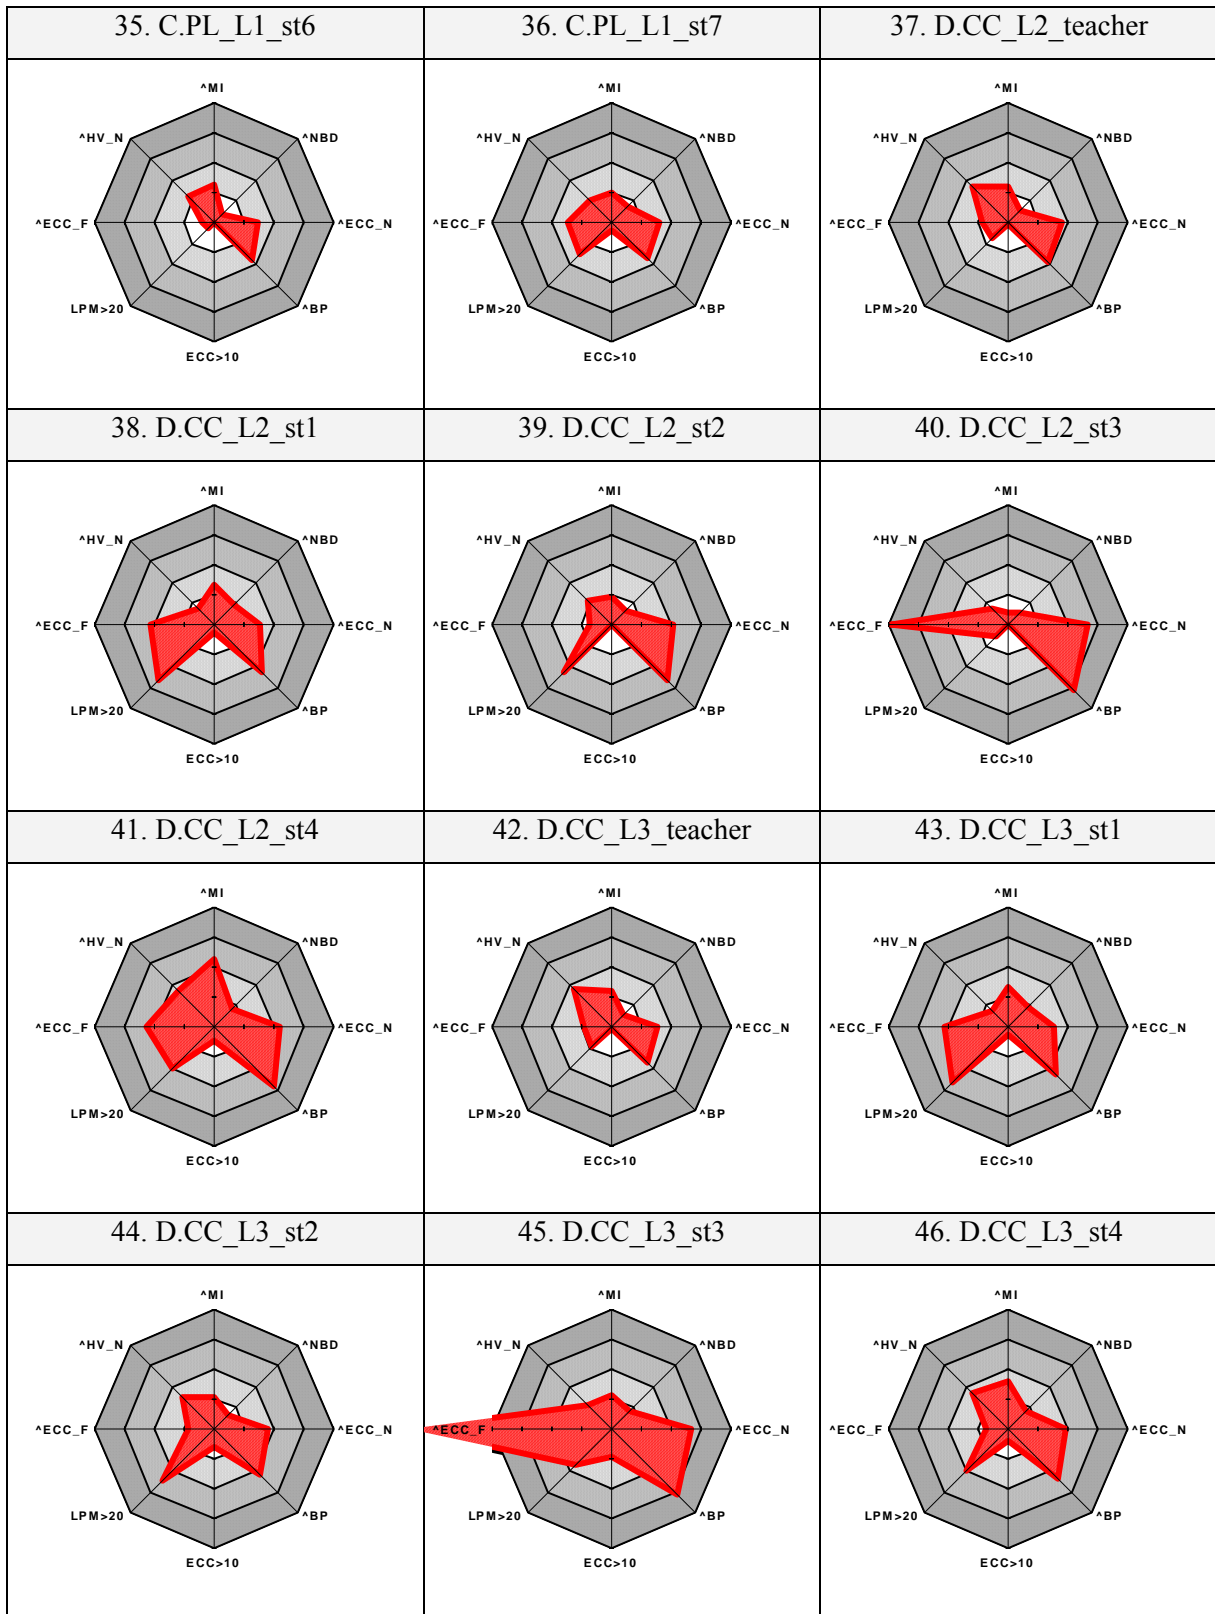 35. C.PL_L1_st6 36. C.PL_L1_st7 37. D.CC_L2_teacher
^MI ^MI ^MI
^HV_N ^NBD ^HV_N ^NBD ^HV_N ^NBD
^ECC_F ^ECC_N ^ECC_F ^ECC_N ^ECC_F ^ECC_N
LPM>20 ^BP LPM>20 ^BP LPM>20 ^BP
ECC>10 ECC>10 ECC>10
38. D.CC_L2_st1 39. D.CC_L2_st2 40. D.CC_L2_st3
^MI ^MI ^MI
^HV_N ^NBD ^HV_N ^NBD ^HV_N ^NBD
^ECC_F ^ECC_N ^ECC_F ^ECC_N ^ECC_F ^ECC_N
LPM>20 ^BP LPM>20 ^BP LPM>20 ^BP
ECC>10 ECC>10 ECC>10
41. D.CC_L2_st4 42. D.CC_L3_teacher 43. D.CC_L3_st1
^MI ^MI ^MI
^HV_N ^NBD ^HV_N ^NBD ^HV_N ^NBD
^ECC_F ^ECC_N ^ECC_F ^ECC_N ^ECC_F ^ECC_N
LPM>20 ^BP LPM>20 ^BP LPM>20 ^BP
ECC>10 ECC>10 ECC>10
44. D.CC_L3_st2 45. D.CC_L3_st3 46. D.CC_L3_st4
^MI ^MI ^MI
^HV_N ^NBD ^HV_N ^NBD ^HV_N ^NBD
^ECC_F ^ECC_N ^ECC_F ^ECC_N ^ECC_F ^ECC_N
LPM>20 ^BP LPM>20 ^BP LPM>20 ^BP
ECC>10 ECC>10 ECC>10